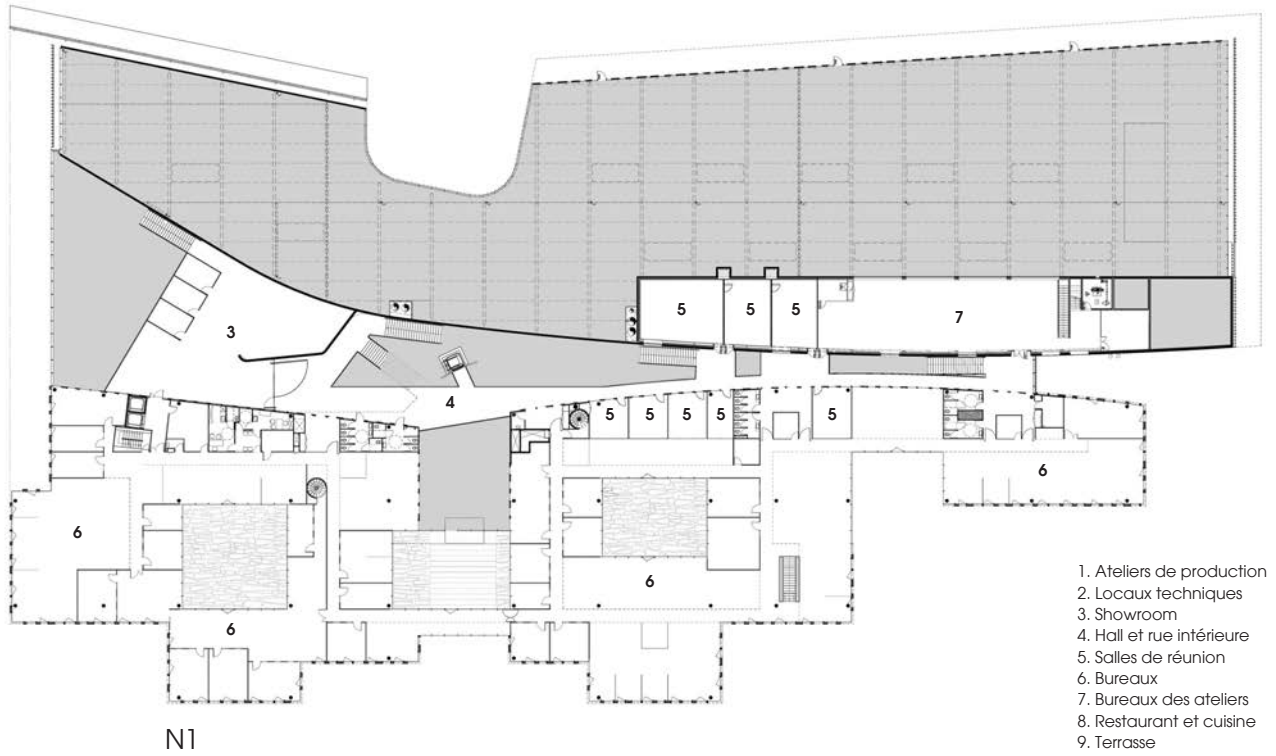 5 5 5 7
3
4
5 5 5 5 5
6
6
6
6
1. Ateliers de production
2. Locaux techniques
3. Showroom
4. Hall et rue intérieure
5. Salles de réunion
6. Bureaux
7. Bureaux des ateliers
8. Restaurant et cuisine
9. Terrasse
N1